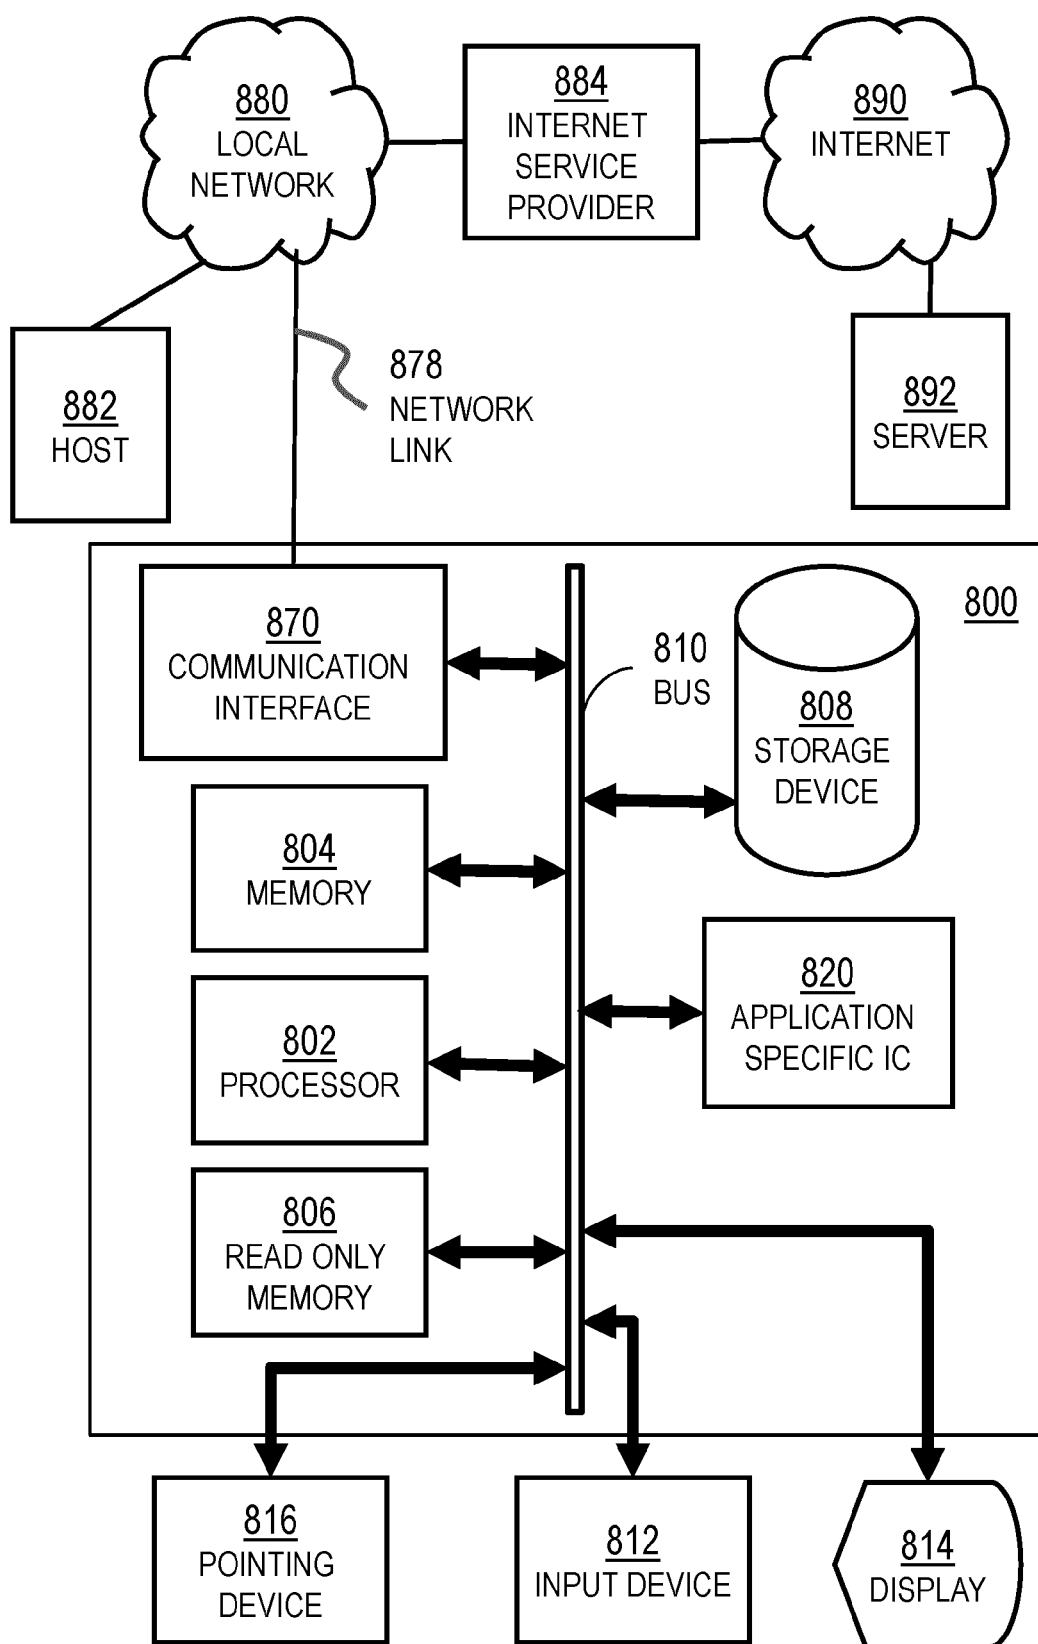 880
LOCAL
NETWORK
884
INTERNET
SERVICE
PROVIDER
890
INTERNET
882
HOST
878
NETWORK
LINK
892
SERVER
800
870
COMMUNICATION
INTERFACE
810
BUS
808
STORAGE
DEVICE
804
MEMORY
820
APPLICATION
SPECIFIC IC
802
PROCESSOR
806
READ ONLY
MEMORY
816
POINTING
DEVICE
812
INPUT DEVICE
814
DISPLAY